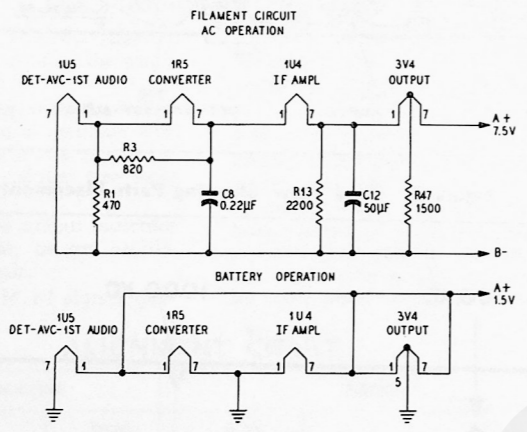 FILAMENT CIRCUIT
AC OPERATION
1U5
DET-AVC-1ST AUDIO
1R5
CONVERTER
1U4
IF AMPL
3V4
OUTPUT
7 1 7 1 1 7 1 7
A+
7.5V
R3
820
R1
470
C8
0.22µF
R13
2200
C12
50µF
R47
1500
B-
BATTERY OPERATION
A+
1.5V
1U5
DET-AVC-1ST AUDIO
1R5
CONVERTER
1U4
IF AMPL
3V4
OUTPUT
7 1 1 7 7 1 1 7
5